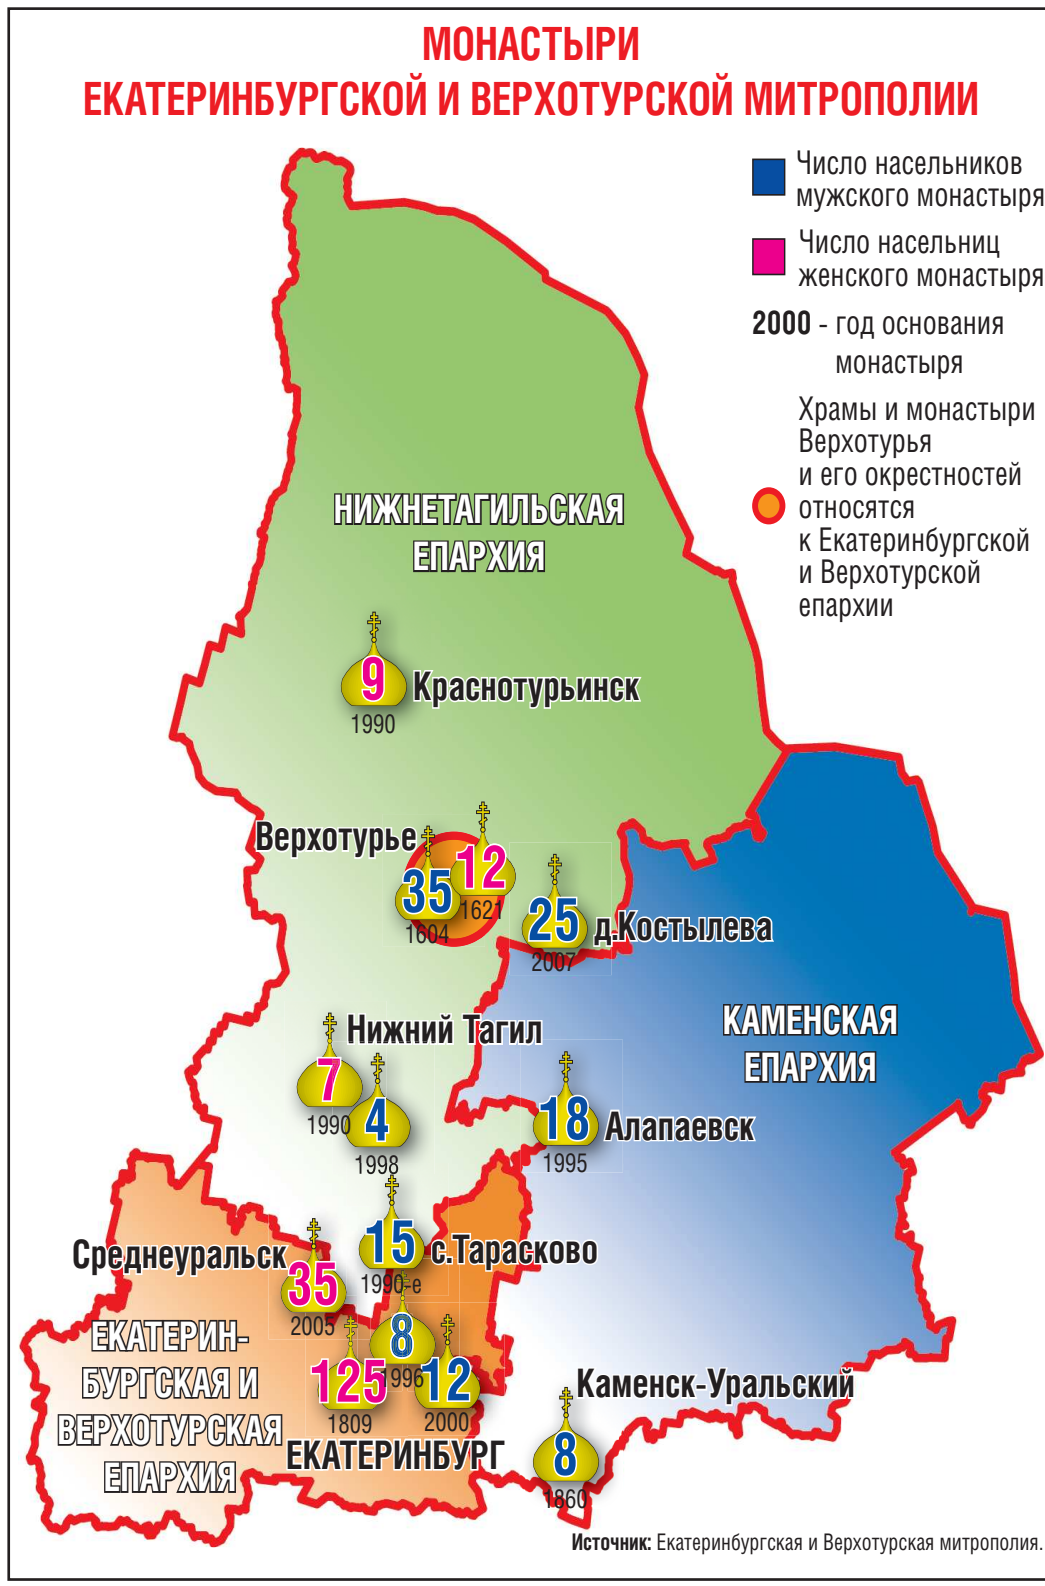 МОНАСТЫРИ
ЕКАТЕРИНБУРГСКОЙ И ВЕРХОТУРСКОЙ МИТРОПОЛИИ
Число насельников
мужского монастыря
Число насельниц
женского монастыря
2000 - год основания
монастыря
Храмы и монастыри
Верхотурья
и его окрестностей
относятся
к Екатеринбургской
и Верхотурской
епархии
НИЖНЕТАГИЛЬСКАЯ
ЕПАРХИЯ
9
Краснотурьинск
1990
Верхотурье
35
1604
12
1621
25
д.Костылева
2007
КАМЕНСКАЯ
ЕПАРХИЯ
Нижний Тагил
7
1990
4
1998
18
Алапаевск
1995
15
с.Тарасково
1990-е
Среднеуральск
35
2005
ЕКАТЕРИН-
БУРГСКАЯ И
ВЕРХОТУРСКАЯ
ЕПАРХИЯ
8
1996
125
1809
12
2000
ЕКАТЕРИНБУРГ
Каменск-Уральский
8
1860
Источник: Екатеринбургская и Верхотурская митрополия.